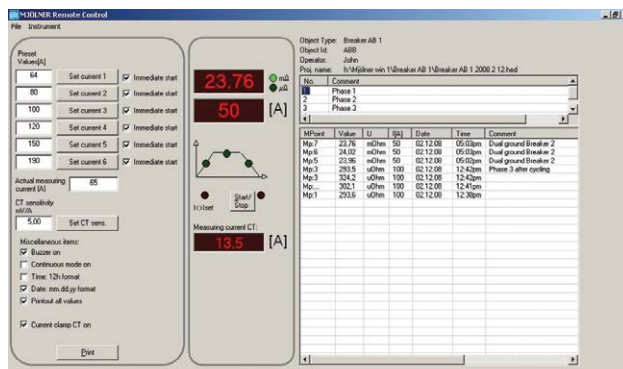 MJÖLNER Remote Control
File Instrument
Preset
Values[A]
64 Set current 1 Immediate start
80 Set current 2 Immediate start
100 Set current 3 Immediate start
120 Set current 4 Immediate start
150 Set current 5 Immediate start
190 Set current 6 Immediate start
Actual measuring
current [A] 65
CT sensitivity
mV/A
5,00 Set CT sens.
Miscellaneous items:
Buzzer on
Continuous mode on
Time: 12h format
Date: mm.dd.yy format
Printout all values
Current clamp CT on
Print
23,76 mΩ
µΩ
50 [A]
I<>Iset
Start/
Stop
Measuring current CT:
13,5 [A]
Object Type: Breaker AB 1
Object Id: ABB
Operator: John
Proj. name: h:\Mjölner win 1\Breaker AB 1\Breaker AB 1 2008 2 12.hed
No. Comment
1 Phase 1
2 Phase 2
3 Phase 3
MPoint Value U I[A] Date Time Comment
Mp:7 23,76 mOhm 50 02.12.08 05:03pm Dual ground Breaker 2
Mp:6 24,02 mOhm 50 02.12.08 05:02pm Dual ground Breaker 2
Mp:5 23,96 mOhm 50 02.12.08 05:02pm Dual ground Breaker 2
Mp:3 293,5 uOhm 100 02.12.08 12:42pm Phase 3 after cycling
Mp:3 324,2 uOhm 100 02.12.08 12:42pm
Mp:... 302,1 uOhm 100 02.12.08 12:41pm
Mp:1 293,6 uOhm 100 02.12.08 12:38pm